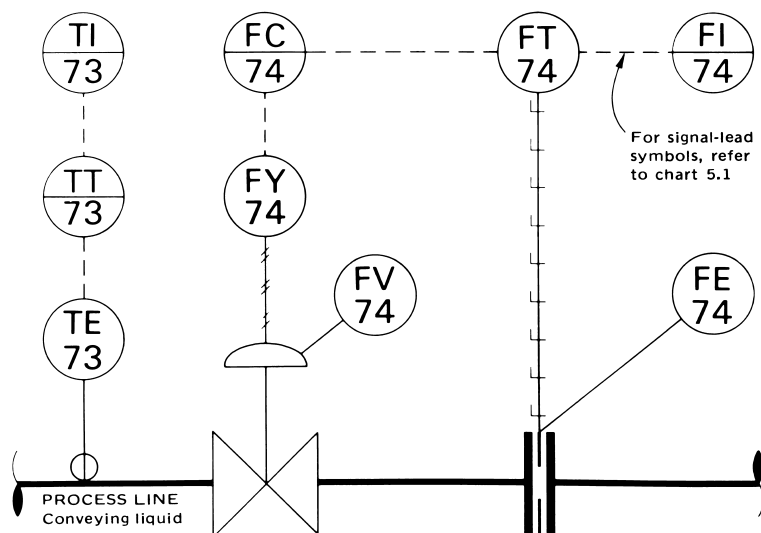 TI
73
FC
74
FT
74
FI
74
For signal-lead
symbols, refer
to chart 5.1
TT
73
FY
74
FV
74
FE
74
TE
73
PROCESS LINE
Conveying liquid